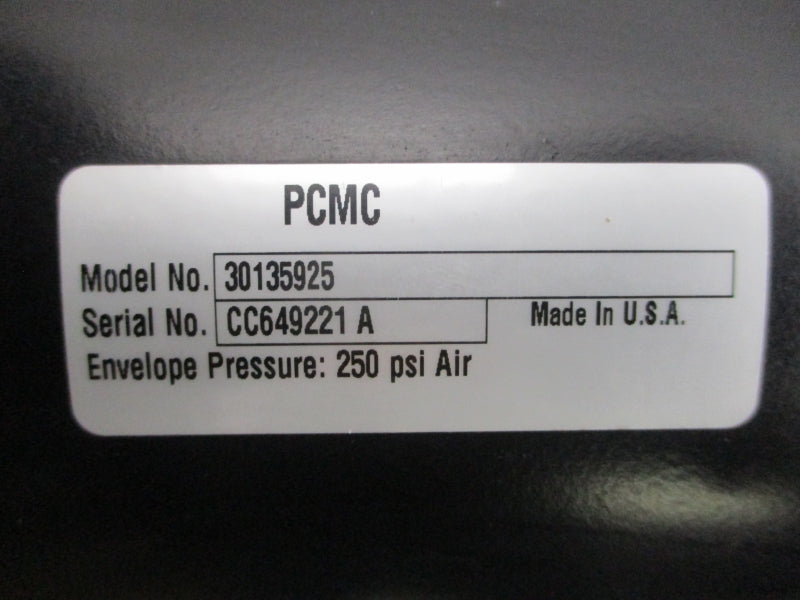 PCMC
Model No. 30135925
Serial No. CC649221 A
Made In U.S.A.
Envelope Pressure: 250 psi Air